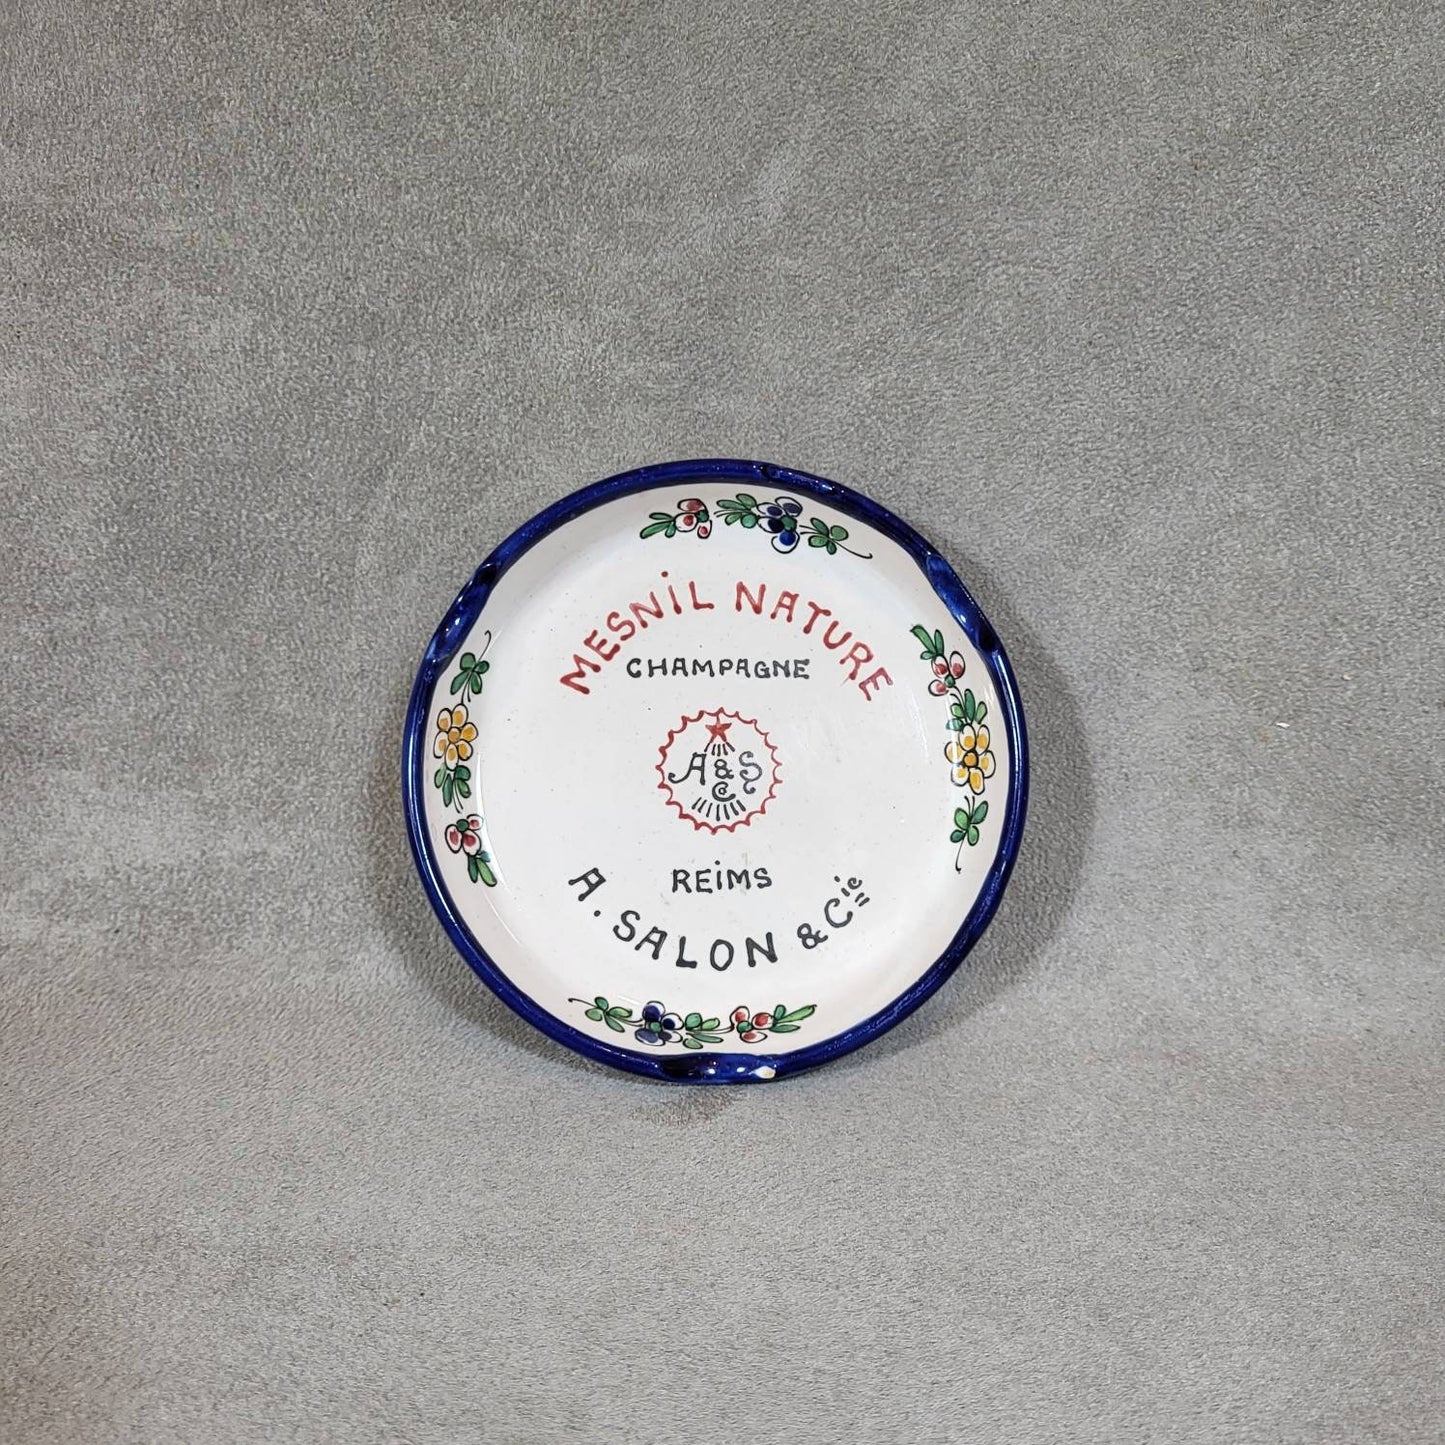 MESNiL NATURE
CHAMPAGNE
A & S
C
REiMS
A. SALON & Cie